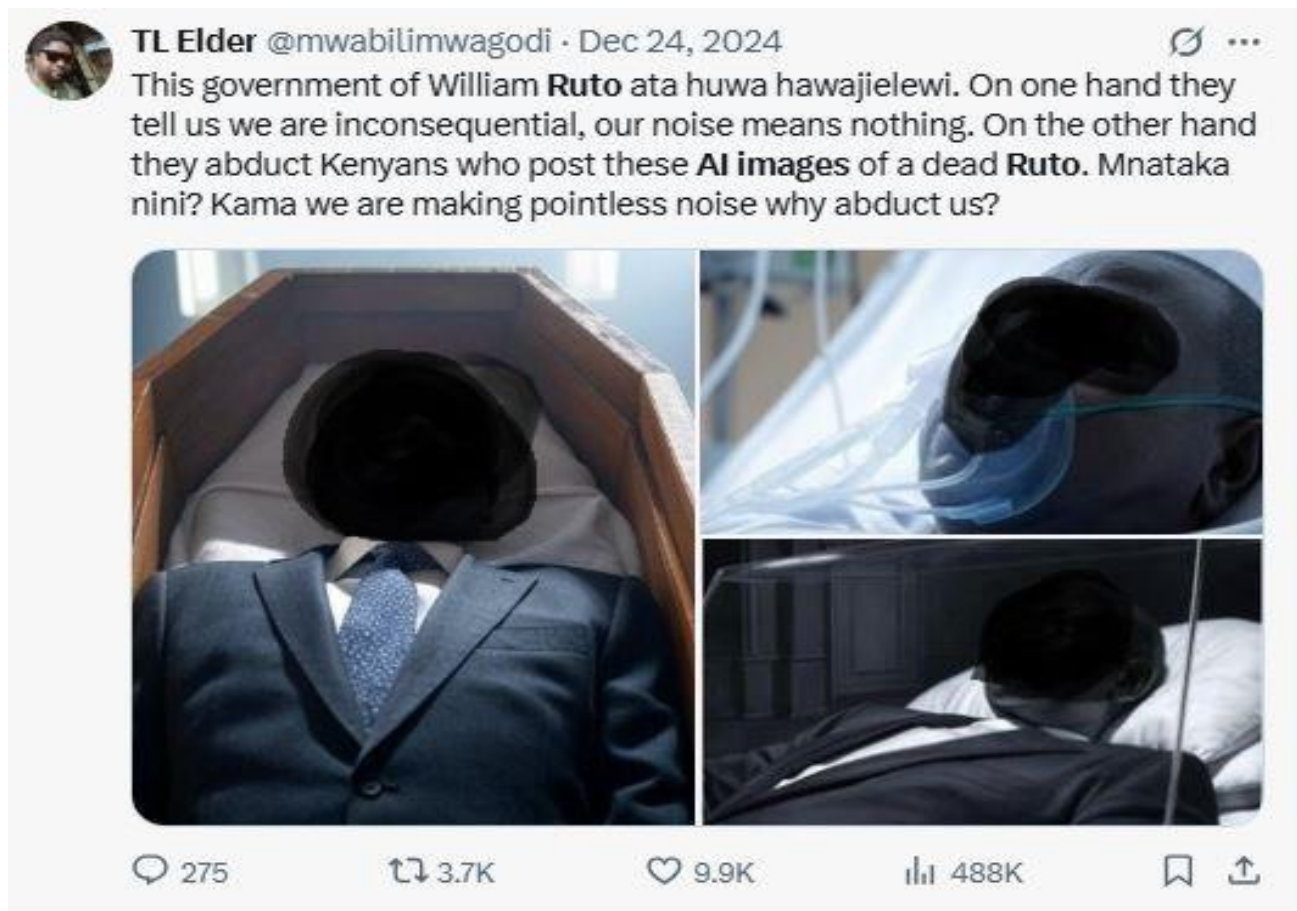 TL Elder @mwabilimwagodi · Dec 24, 2024
This government of William Ruto ata huwa hawajielewi. On one hand they
tell us we are inconsequential, our noise means nothing. On the other hand
they abduct Kenyans who post these AI images of a dead Ruto. Mnataka
nini? Kama we are making pointless noise why abduct us?
275 3.7K 9.9K 488K